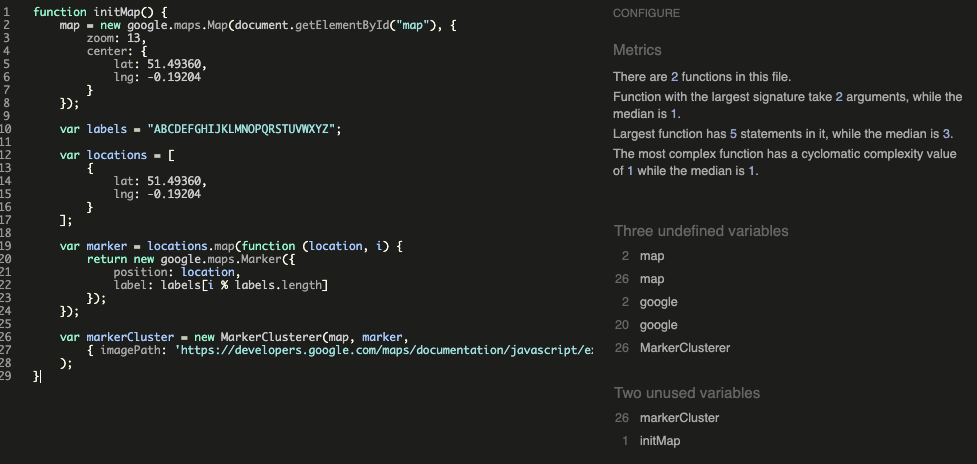 1 function initMap() {
2 map = new google.maps.Map(document.getElementById("map"), {
3 zoom: 13,
4 center: {
5 lat: 51.49360,
6 lng: -0.19204
7 }
8 });
9
10 var labels = "ABCDEFGHIJKLMNOPQRSTUVWXYZ";
11
12 var locations = [
13 {
14 lat: 51.49360,
15 lng: -0.19204
16 }
17 ];
18
19 var marker = locations.map(function (location, i) {
20 return new google.maps.Marker({
21 position: location,
22 label: labels[i % labels.length]
23 });
24 });
25
26 var markerCluster = new MarkerClusterer(map, marker,
27 { imagePath: 'https://developers.google.com/maps/documentation/javascript/ex
28 );
29 }
CONFIGURE
Metrics
There are 2 functions in this file.
Function with the largest signature take 2 arguments, while the
median is 1.
Largest function has 5 statements in it, while the median is 3.
The most complex function has a cyclomatic complexity value
of 1 while the median is 1.
Three undefined variables
2 map
26 map
2 google
20 google
26 MarkerClusterer
Two unused variables
26 markerCluster
1 initMap